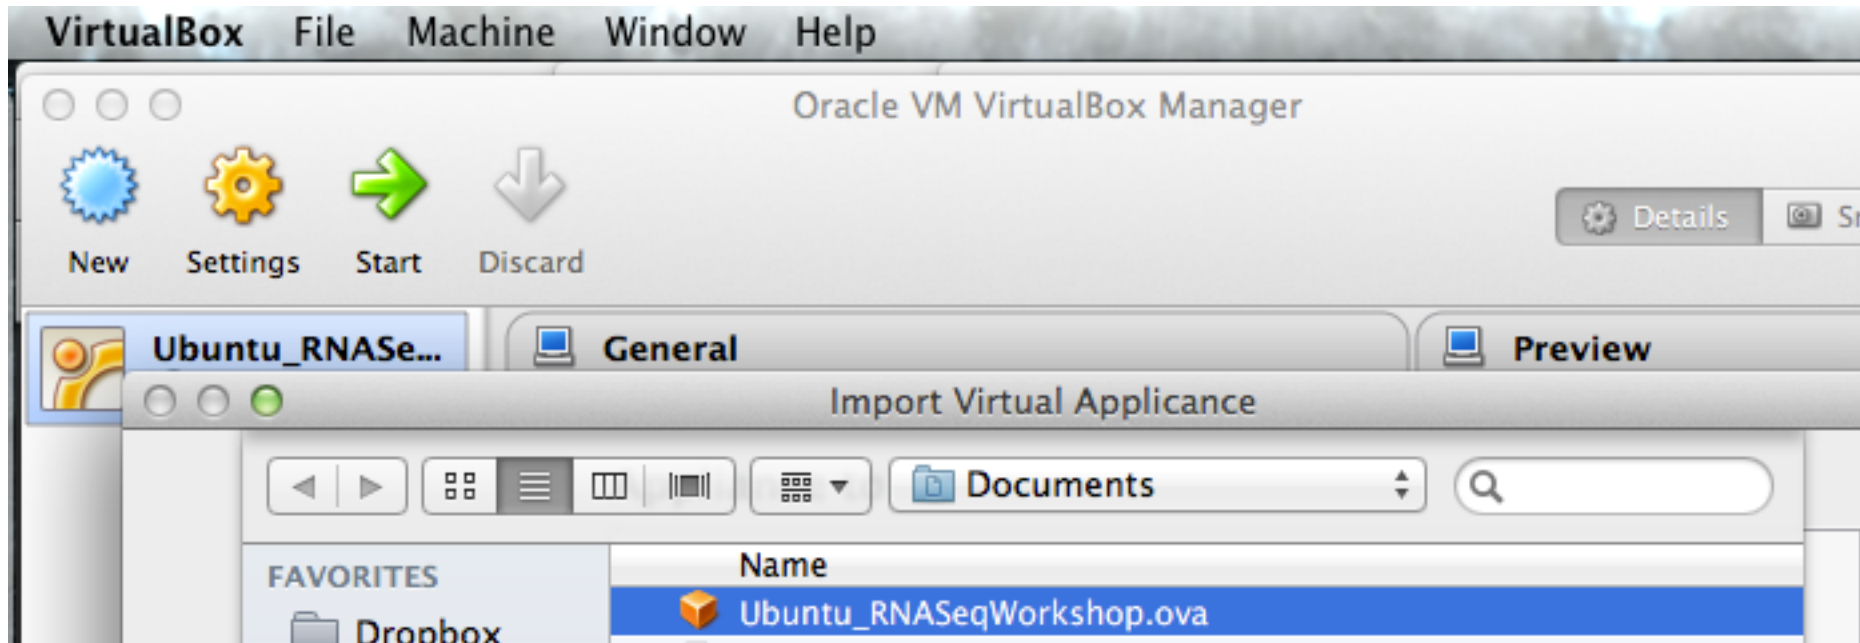 VirtualBox File Machine Window Help
Oracle VM VirtualBox Manager
New Settings Start Discard
Details
Ubuntu_RNASe... General Preview
Import Virtual Applicance
Documents
FAVORITES
Name
Ubuntu_RNASeqWorkshop.ova
Dropbox